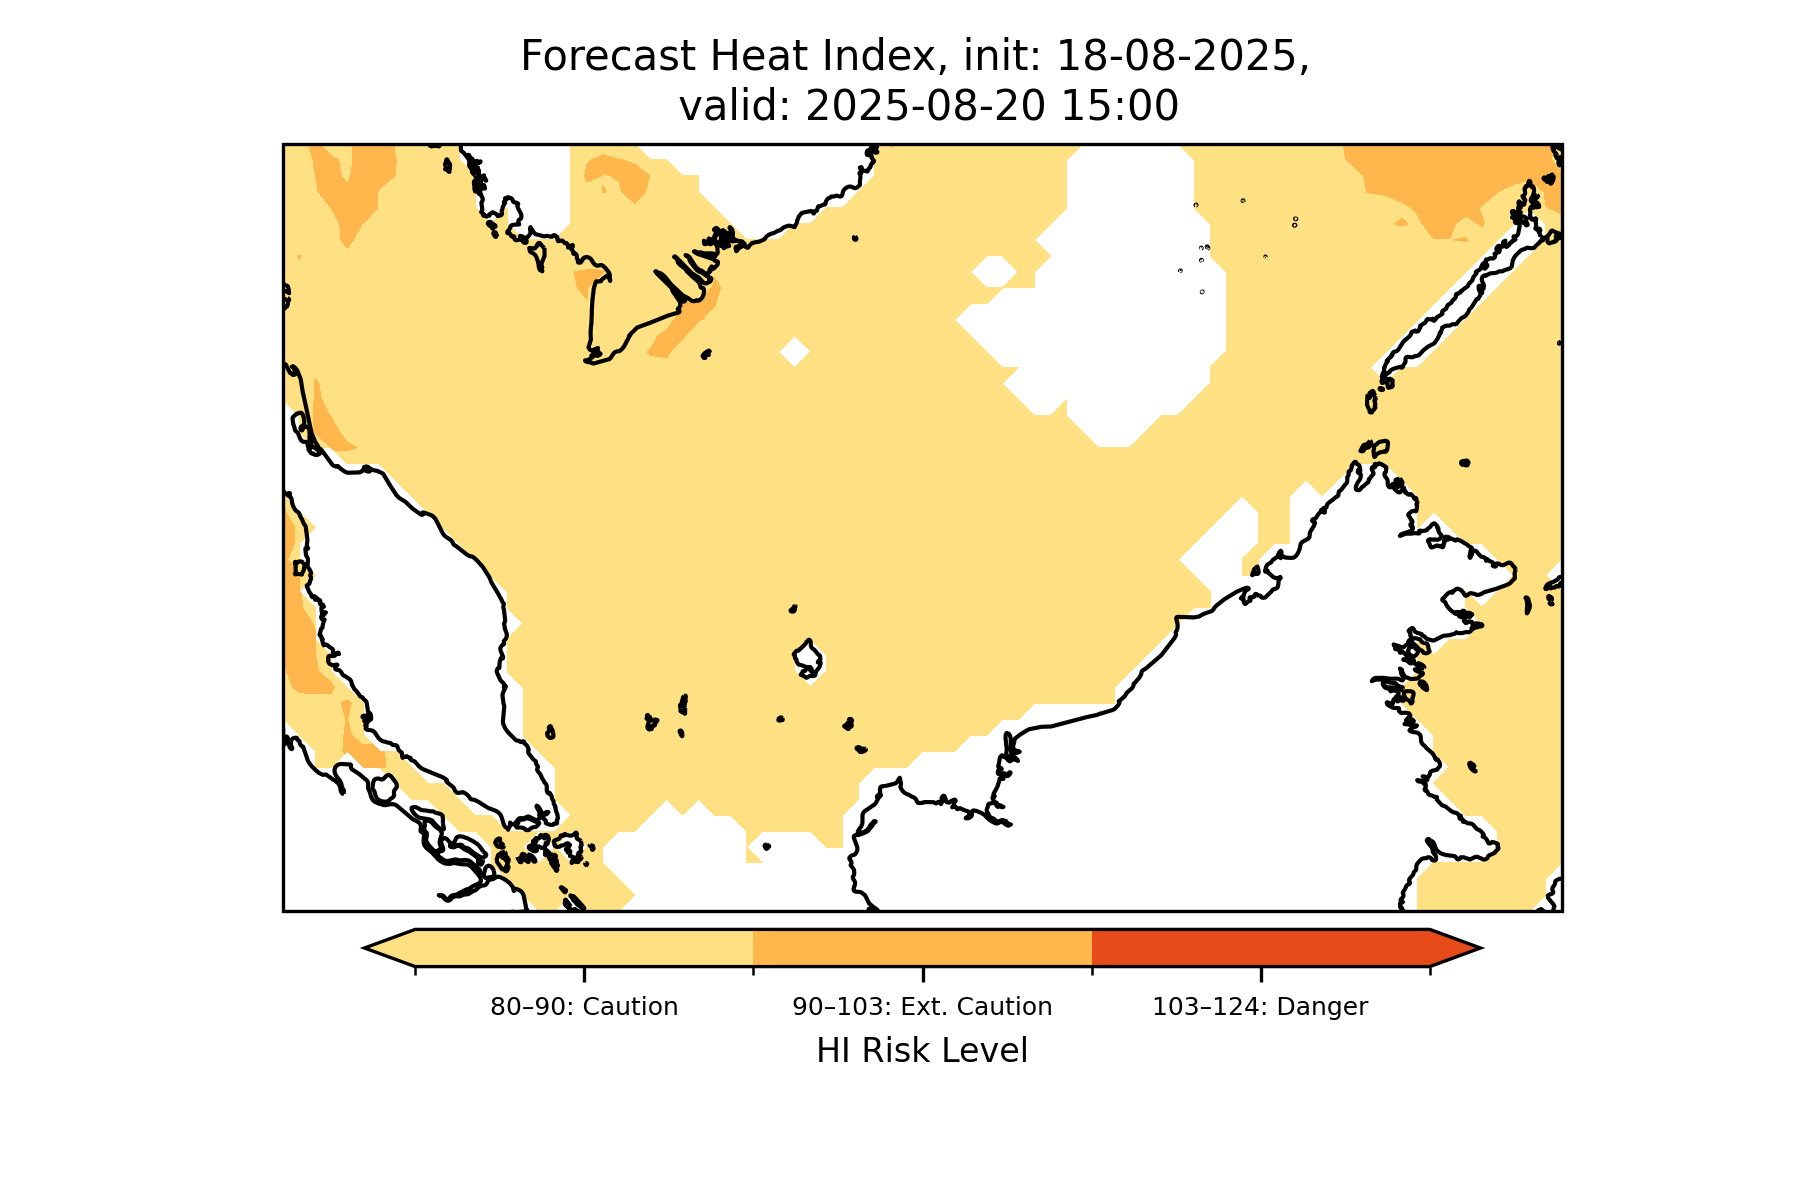 Forecast Heat Index, init: 18-08-2025,
valid: 2025-08-20 15:00
80–90: Caution
90–103: Ext. Caution
103–124: Danger
HI Risk Level